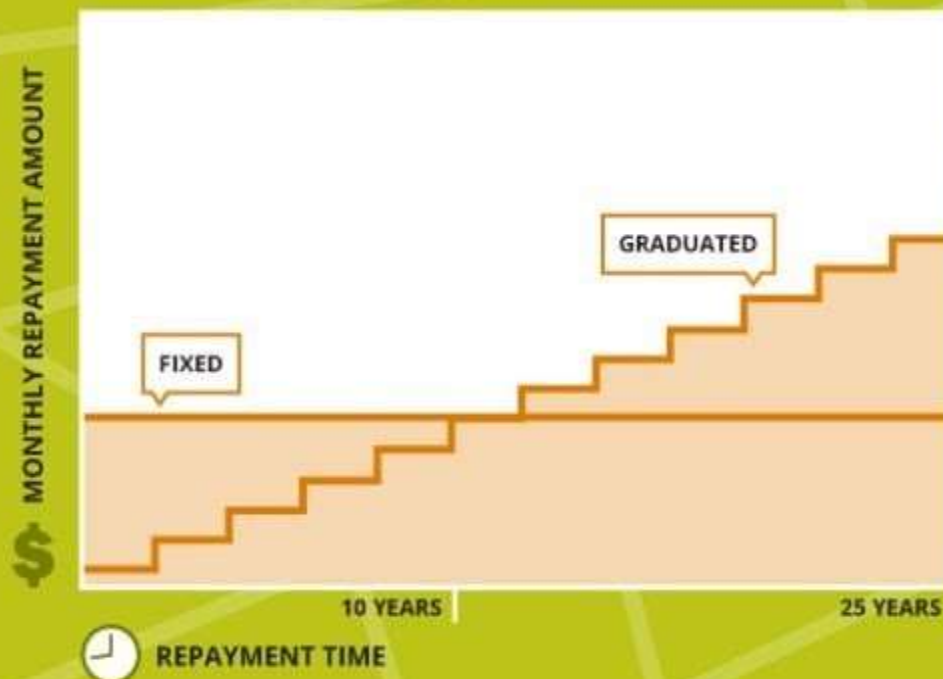 $ MONTHLY REPAYMENT AMOUNT
GRADUATED
FIXED
10 YEARS
25 YEARS
REPAYMENT TIME